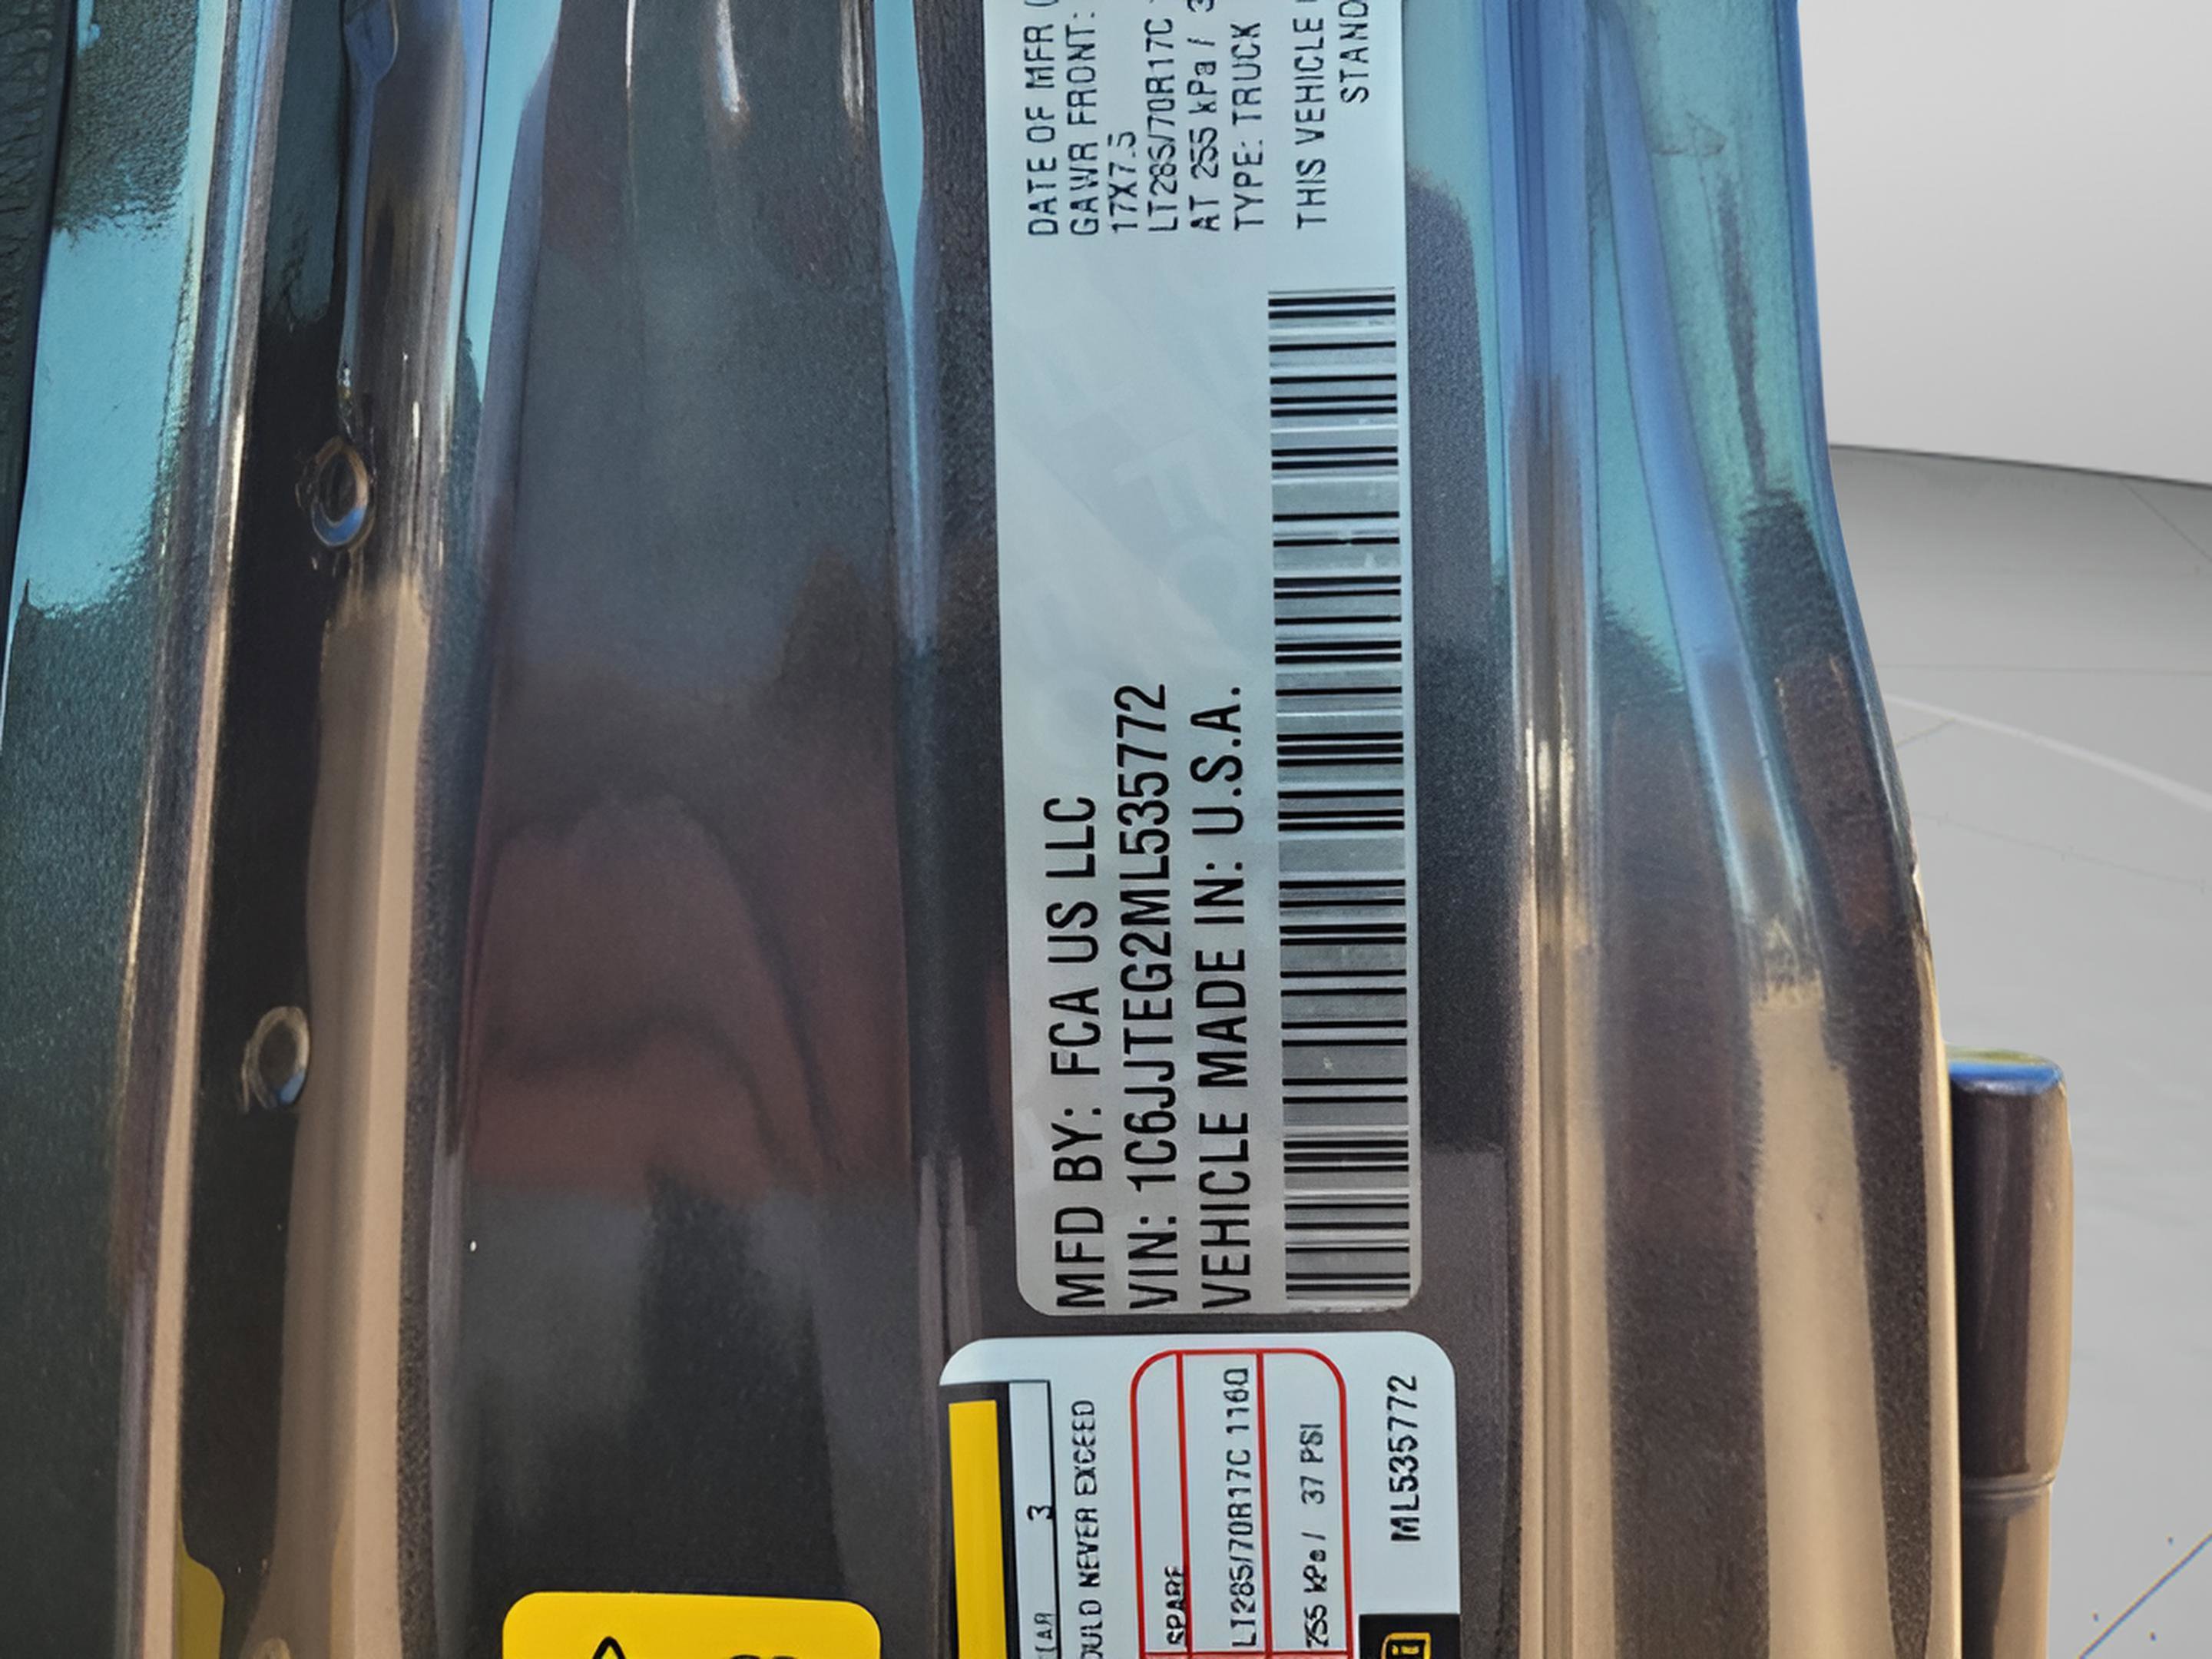 MFD BY: FCA US LLC
VIN: 1C6JJTEG2ML535772
VEHICLE MADE IN: U.S.A.
DATE OF MFR
GAWR FRONT:
17X7.5
LT285/70R17C
AT 255 kPa /
TYPE: TRUCK
THIS VEHICLE
STAND
3
OULD NEVER EXCEED
SPARE
LT285/70R17C 116Q
255 kPa / 37 PSI
ML535772